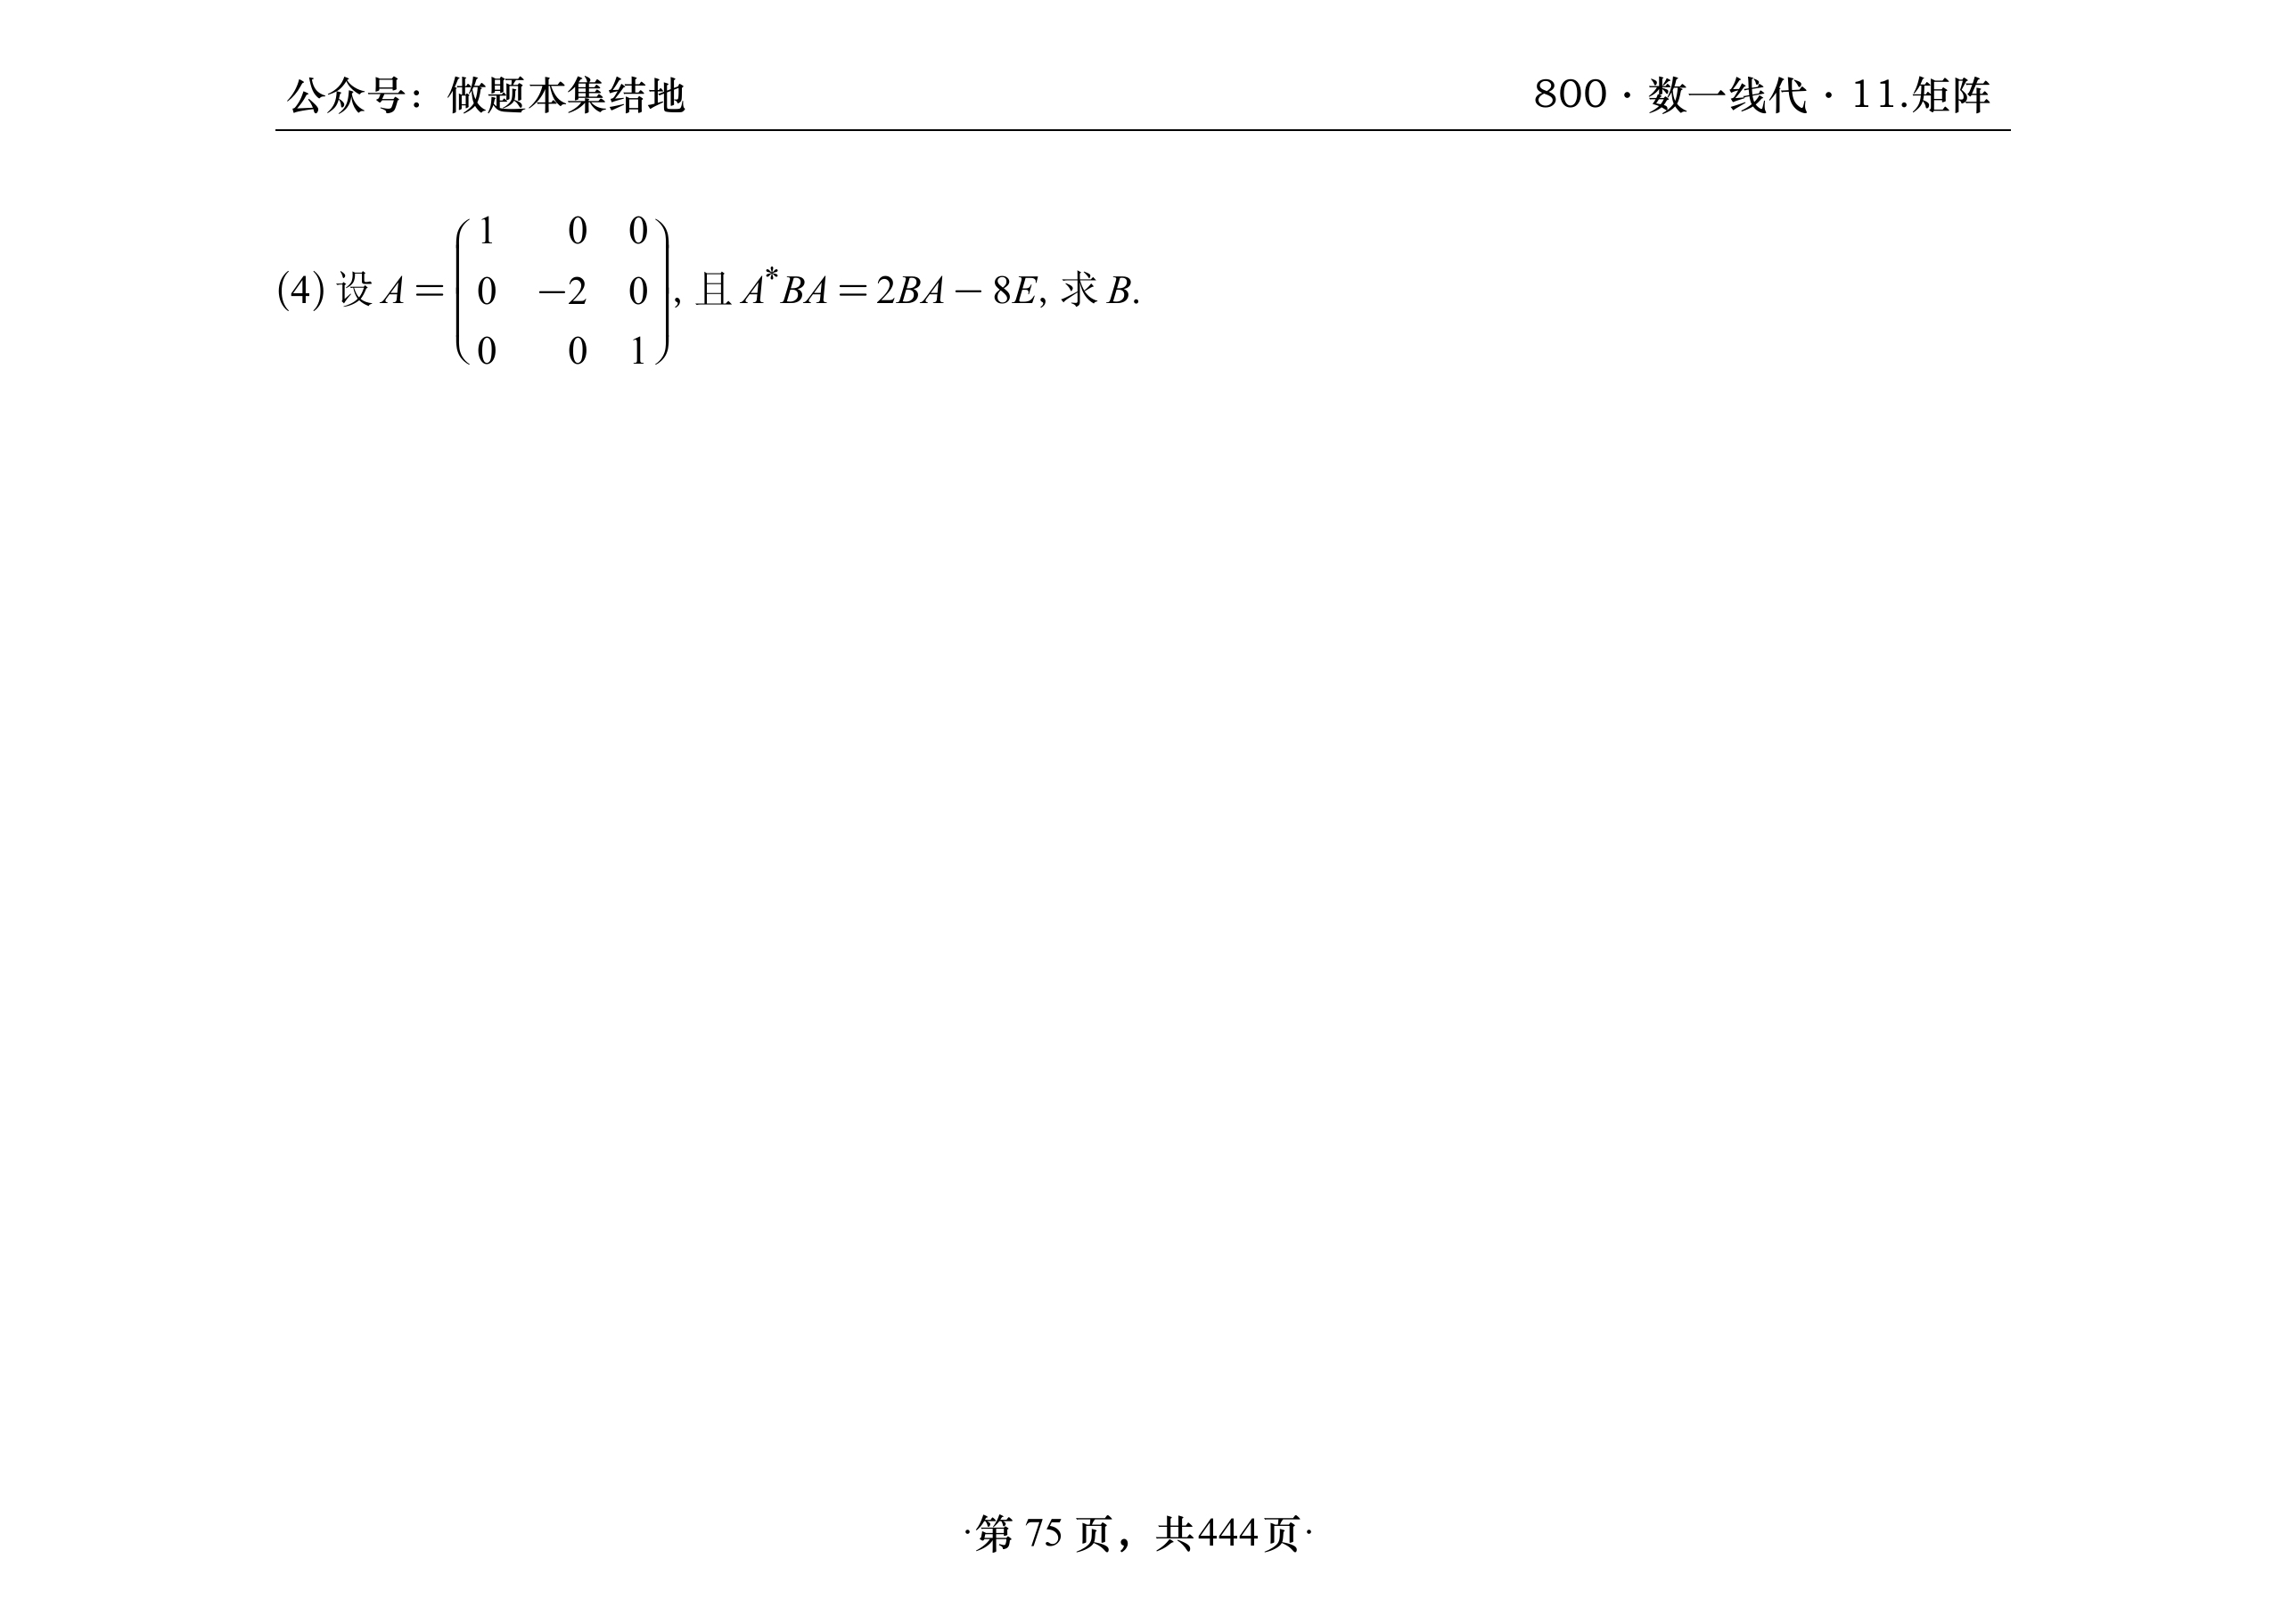 公众号：做题本集结地 800·数一线代·11.矩阵
(4) 设 A = \begin{pmatrix} 1 & 0 & 0 \\ 0 & -2 & 0 \\ 0 & 0 & 1 \end{pmatrix}, 且 A^*BA = 2BA - 8E, 求 B.
·第 75 页，共444页·